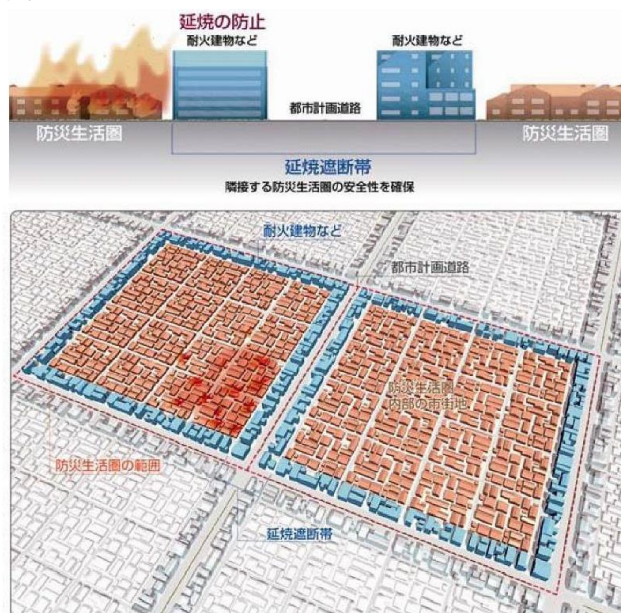 延焼の防止
耐火建物など
耐火建物など
都市計画道路
防災生活圏
防災生活圏
延焼遮断帯
隣接する防災生活圏の安全性を確保
耐火建物など
都市計画道路
防災生活圏
内部の市街地
防災生活圏の範囲
延焼遮断帯